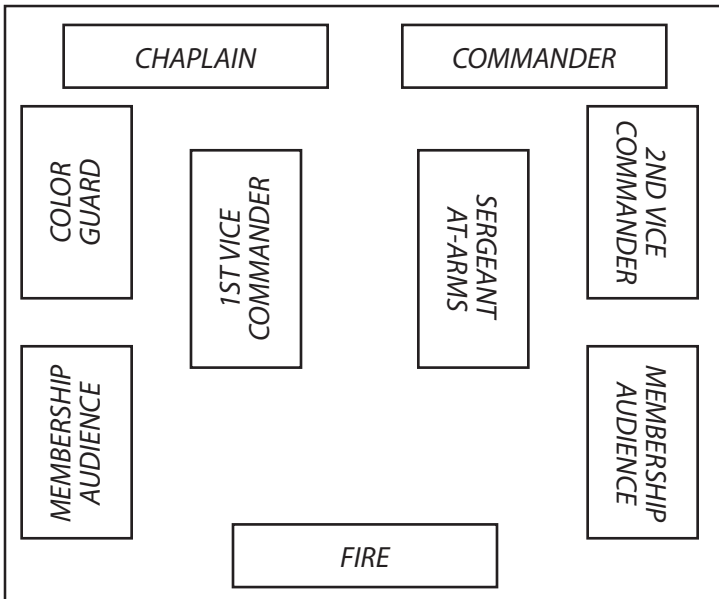 CHAPLAIN
COMMANDER
COLOR
GUARD
1ST VICE
COMMANDER
SERGEANT
AT-ARMS
2ND VICE
COMMANDER
MEMBERSHIP
AUDIENCE
MEMBERSHIP
AUDIENCE
FIRE